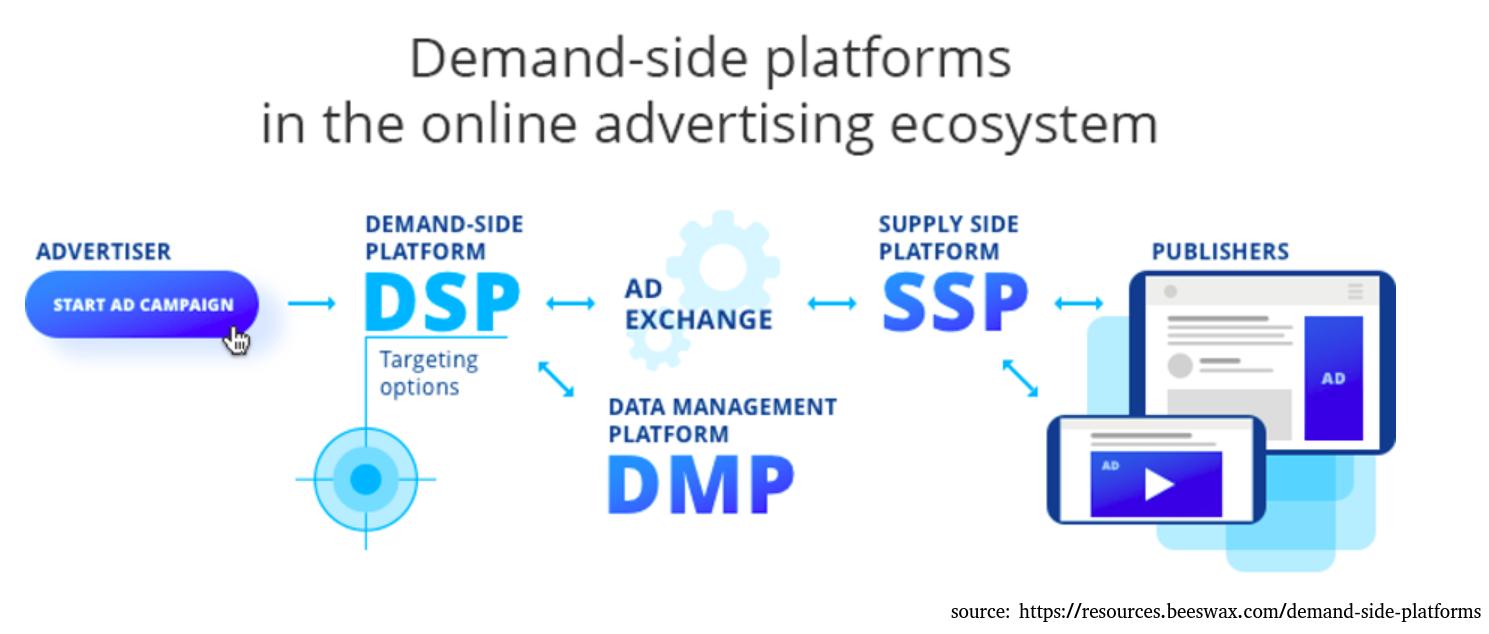 Demand-side platforms
in the online advertising ecosystem
ADVERTISER
START AD CAMPAIGN
DEMAND-SIDE
PLATFORM
DSP
Targeting
options
AD
EXCHANGE
DATA MANAGEMENT
PLATFORM
DMP
SUPPLY SIDE
PLATFORM
SSP
PUBLISHERS
AD
AD
source: https://resources.beeswax.com/demand-side-platforms